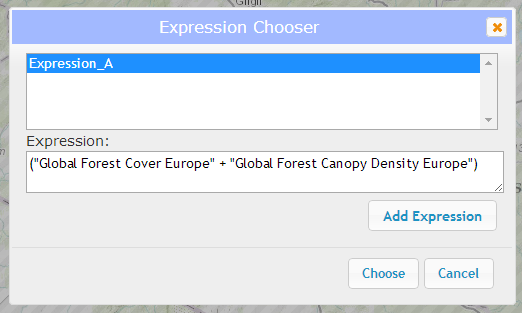 Expression Chooser
Expression_A
Expression:
("Global Forest Cover Europe" + "Global Forest Canopy Density Europe")
Add Expression
Choose
Cancel